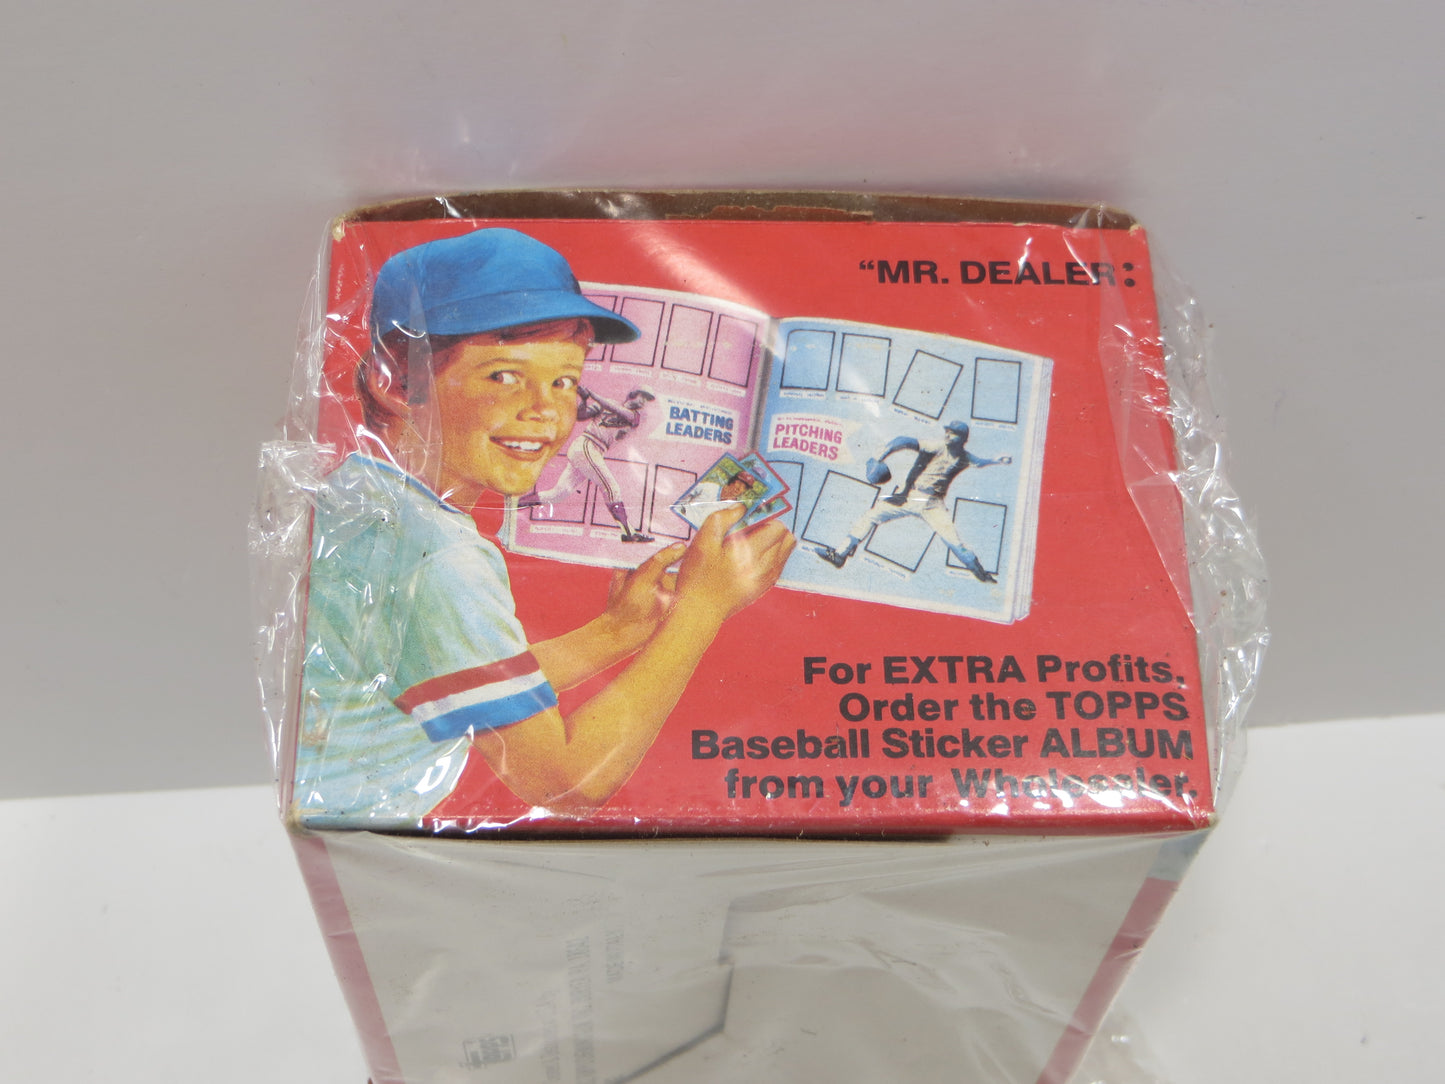 “MR. DEALER:
BATTING
LEADERS
PITCHING
LEADERS
For EXTRA Profits,
Order the TOPPS
Baseball Sticker ALBUM
from your Wholesaler.